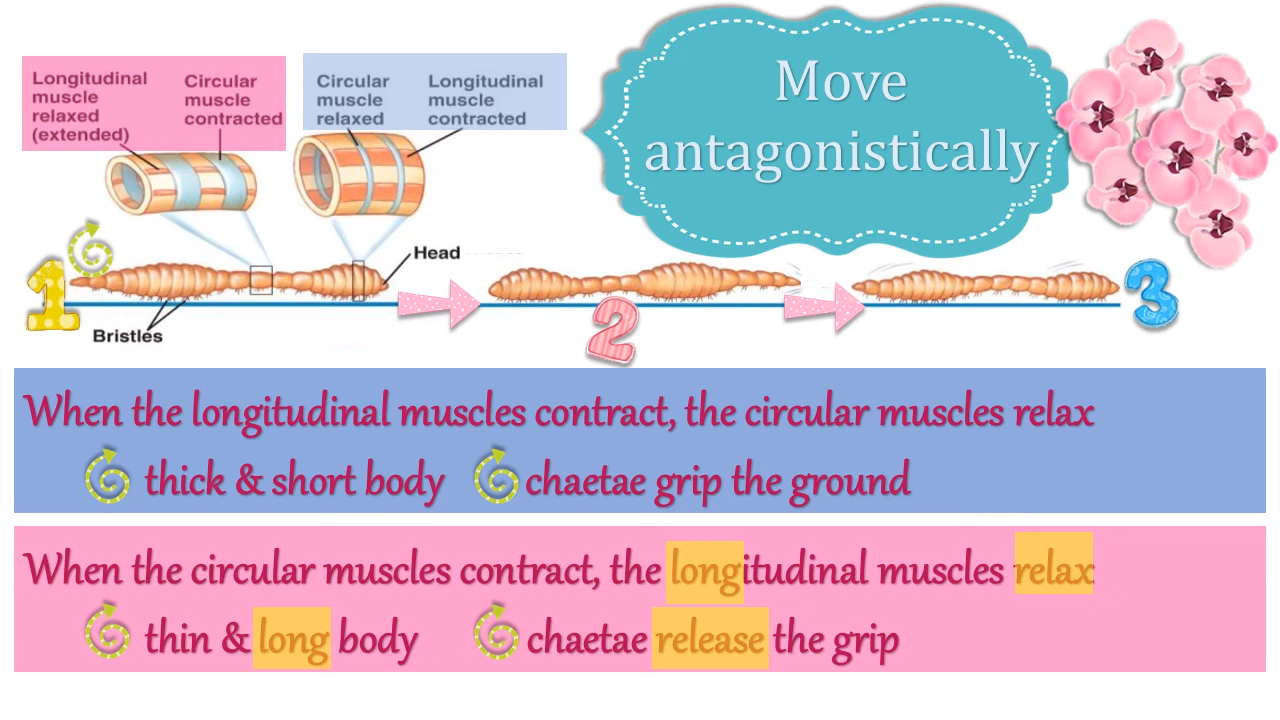 Move
antagonistically
Longitudinal
muscle
relaxed
(extended)
Circular
muscle
contracted
Circular
muscle
relaxed
Longitudinal
muscle
contracted
Head
1
2
3
Bristles
When the longitudinal muscles contract, the circular muscles relax
thick & short body chaetae grip the ground
When the circular muscles contract, the longitudinal muscles relax
thin & long body chaetae release the grip